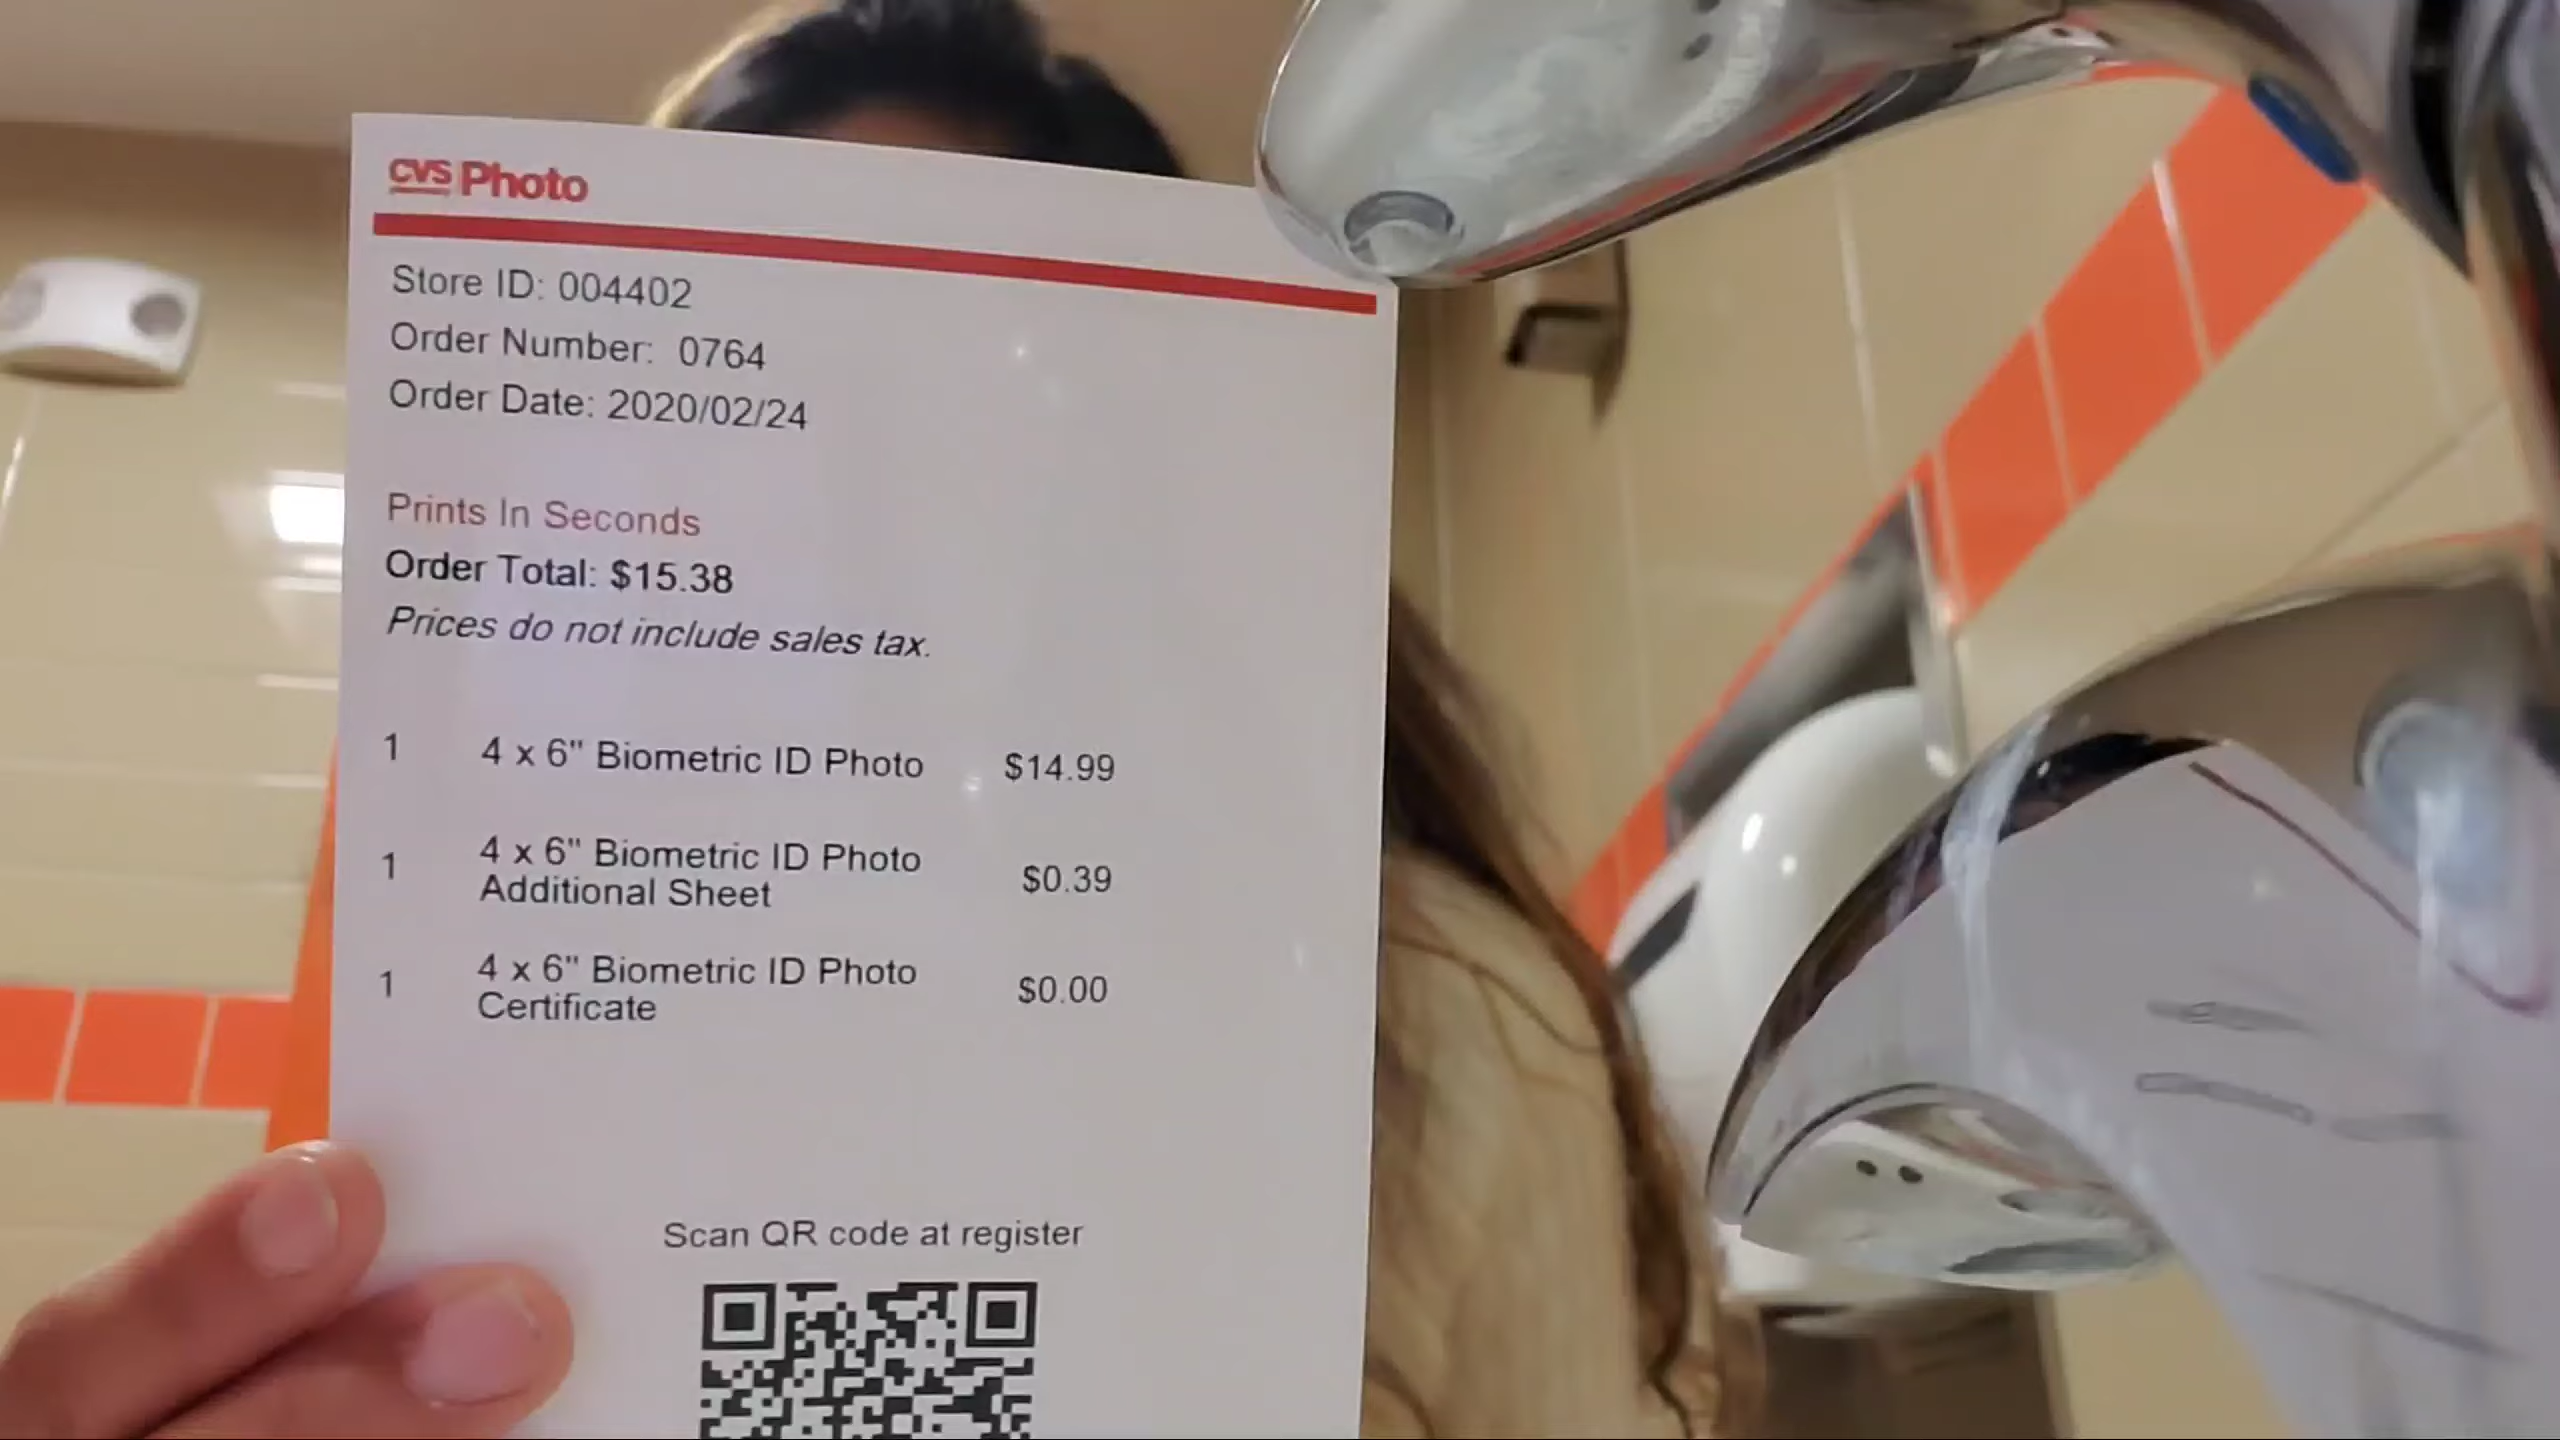 CVS Photo
Store ID: 004402
Order Number: 0764
Order Date: 2020/02/24
Prints In Seconds
Order Total: $15.38
Prices do not include sales tax.
1 4 x 6" Biometric ID Photo $14.99
1 4 x 6" Biometric ID Photo
Additional Sheet $0.39
1 4 x 6" Biometric ID Photo
Certificate $0.00
Scan QR code at register